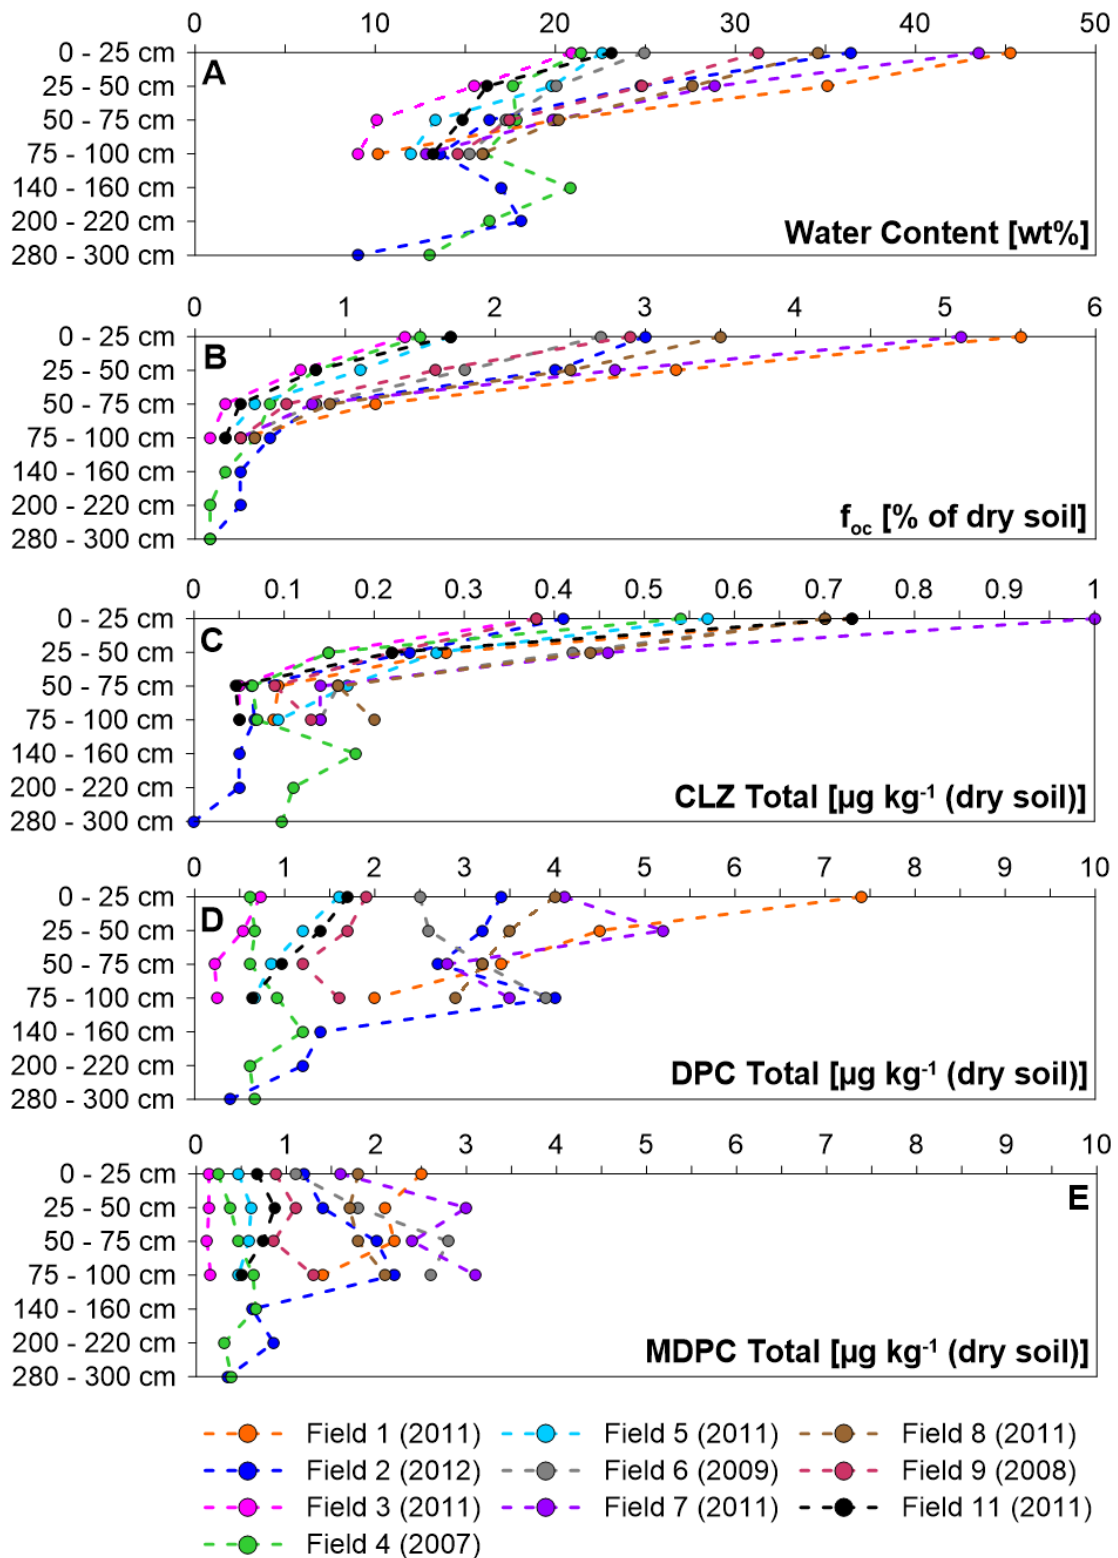 0 10 20 30 40 50
0 - 25 cm
A
25 - 50 cm
50 - 75 cm
75 - 100 cm
140 - 160 cm
200 - 220 cm
Water Content [wt%]
280 - 300 cm
0 1 2 3 4 5 6
0 - 25 cm
B
25 - 50 cm
50 - 75 cm
75 - 100 cm
140 - 160 cm
200 - 220 cm
foc [% of dry soil]
280 - 300 cm
0 0.1 0.2 0.3 0.4 0.5 0.6 0.7 0.8 0.9 1
0 - 25 cm
C
25 - 50 cm
50 - 75 cm
75 - 100 cm
140 - 160 cm
200 - 220 cm
CLZ Total [µg kg⁻¹ (dry soil)]
280 - 300 cm
0 1 2 3 4 5 6 7 8 9 10
0 - 25 cm
D
25 - 50 cm
50 - 75 cm
75 - 100 cm
140 - 160 cm
200 - 220 cm
DPC Total [µg kg⁻¹ (dry soil)]
280 - 300 cm
0 1 2 3 4 5 6 7 8 9 10
0 - 25 cm
E
25 - 50 cm
50 - 75 cm
75 - 100 cm
140 - 160 cm
200 - 220 cm
MDPC Total [µg kg⁻¹ (dry soil)]
280 - 300 cm
Field 1 (2011) Field 5 (2011) Field 8 (2011)
Field 2 (2012) Field 6 (2009) Field 9 (2008)
Field 3 (2011) Field 7 (2011) Field 11 (2011)
Field 4 (2007)